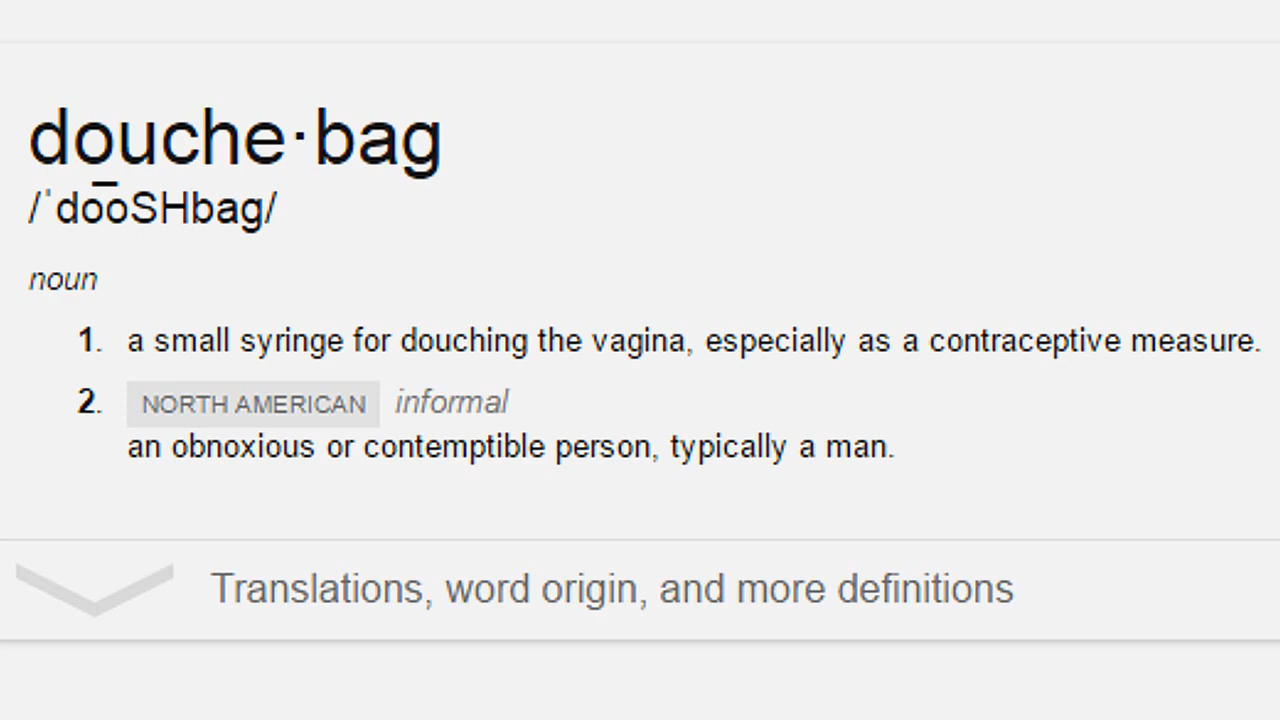 douche·bag
/ˈdo͞oSHbag/
noun
1. a small syringe for douching the vagina, especially as a contraceptive measure.
2. NORTH AMERICAN informal
an obnoxious or contemptible person, typically a man.
Translations, word origin, and more definitions